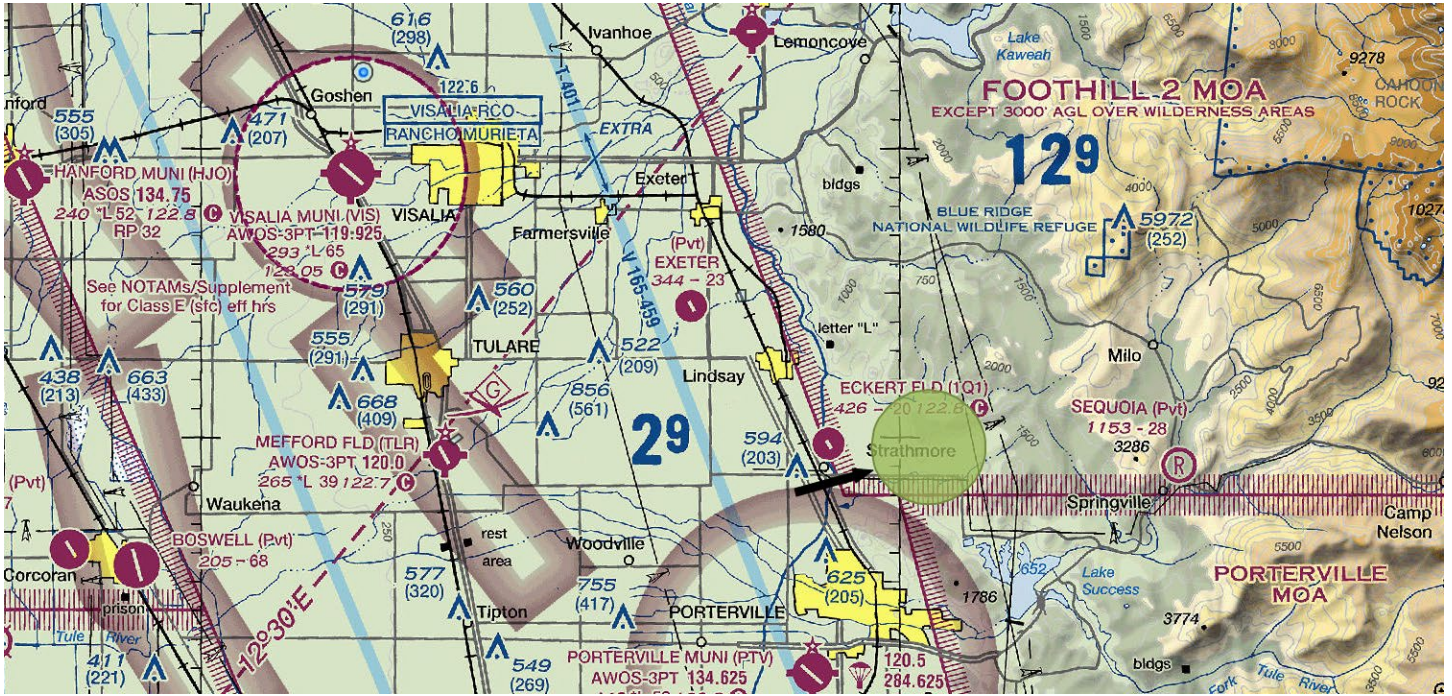 616
(298)
Ivanhoe
Lemoncove
Lake
Kaweah
9278
CAHOON
ROCK
FOOTHILL 2 MOA
EXCEPT 3000' AGL OVER WILDERNESS AREAS
12⁹
122.6
VISALIA RCO
RANCHO MURIETA
T-401
EXTRA
Goshen
555
(305)
471
(207)
HANFORD MUNI (HJO)
ASOS 134.75
240 *L 52 122.8 C
RP 32
VISALIA MUNI (VIS)
AWOS-3PT 119.925
293 *L 65
123.05 C
See NOTAMs/Supplement
for Class E (sfc) eff hrs
VISALIA
Farmersville
Exeter
(Pvt)
EXETER
344 - 23
V 165-459
bldgs
1580
BLUE RIDGE
NATIONAL WILDLIFE REFUGE
5972
(252)
579
(291)
560
(252)
555
(291)
TULARE
522
(209)
letter "L"
Milo
438
(213)
663
(433)
668
(409)
G
856
(561)
29
Lindsay
ECKERT FLD (1Q1)
426 - 20 122.8 C
SEQUOIA (Pvt)
1153 - 28
3286
R
MEFFORD FLD (TLR)
AWOS-3PT 120.0
265 *L 39 122.7 C
594
(203)
Strathmore
Springville
Camp
Nelson
Waukena
(Pvt)
BOSWELL (Pvt)
205 - 68
Corcoran
prison
rest
area
Woodville
577
(320)
Tipton
755
(417)
625
(205)
PORTERVILLE
1786
652
Lake
Success
PORTERVILLE
MOA
3774
Tule River
411
(221)
-12°30'E
549
(269)
PORTERVILLE MUNI (PTV)
AWOS-3PT 134.625
120.5
284.625
bldgs
Fork Tule River